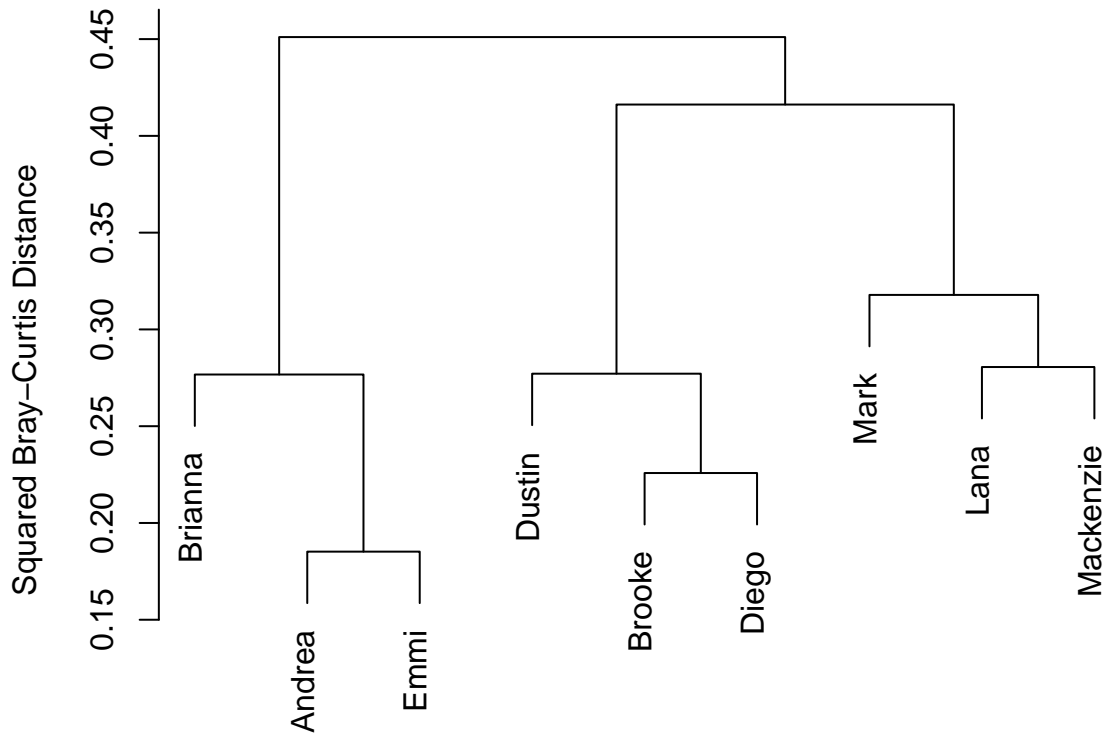 Squared Bray−Curtis Distance
0.45
0.40
0.35
0.30
0.25
0.20
0.15
Brianna
Andrea
Emmi
Dustin
Brooke
Diego
Mark
Lana
Mackenzie